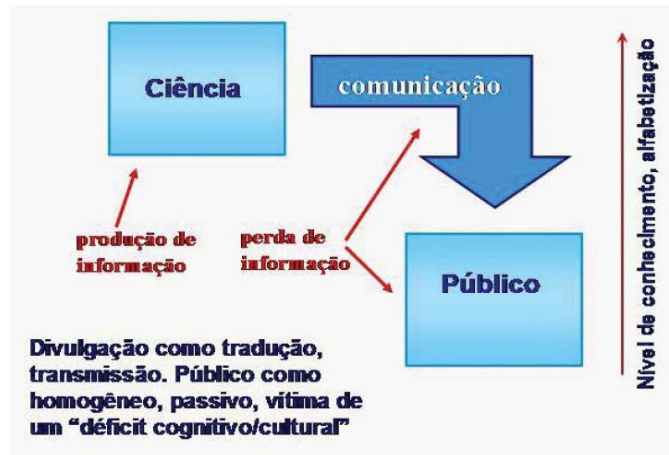 Ciência
comunicação
produção de
informação
perda de
informação
Público
Nível de conhecimento, alfabetização
Divulgação como tradução,
transmissão. Público como
homogêneo, passivo, vítima de
um “déficit cognitivo/cultural”